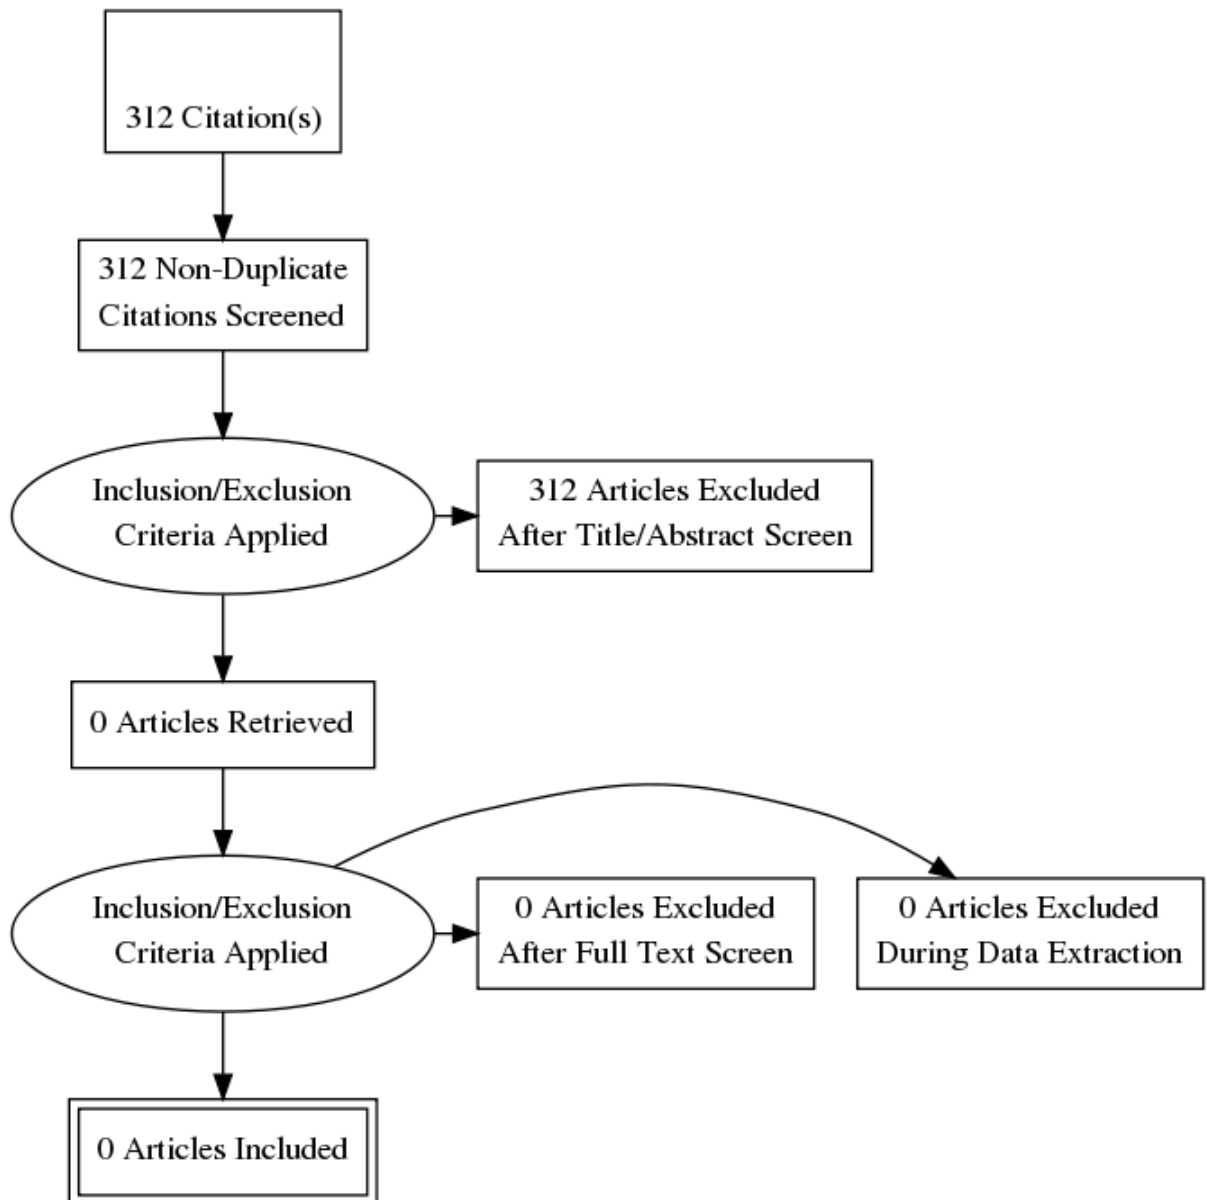 312 Citation(s)
312 Non-Duplicate
Citations Screened
Inclusion/Exclusion
Criteria Applied
312 Articles Excluded
After Title/Abstract Screen
0 Articles Retrieved
Inclusion/Exclusion
Criteria Applied
0 Articles Excluded
After Full Text Screen
0 Articles Excluded
During Data Extraction
0 Articles Included